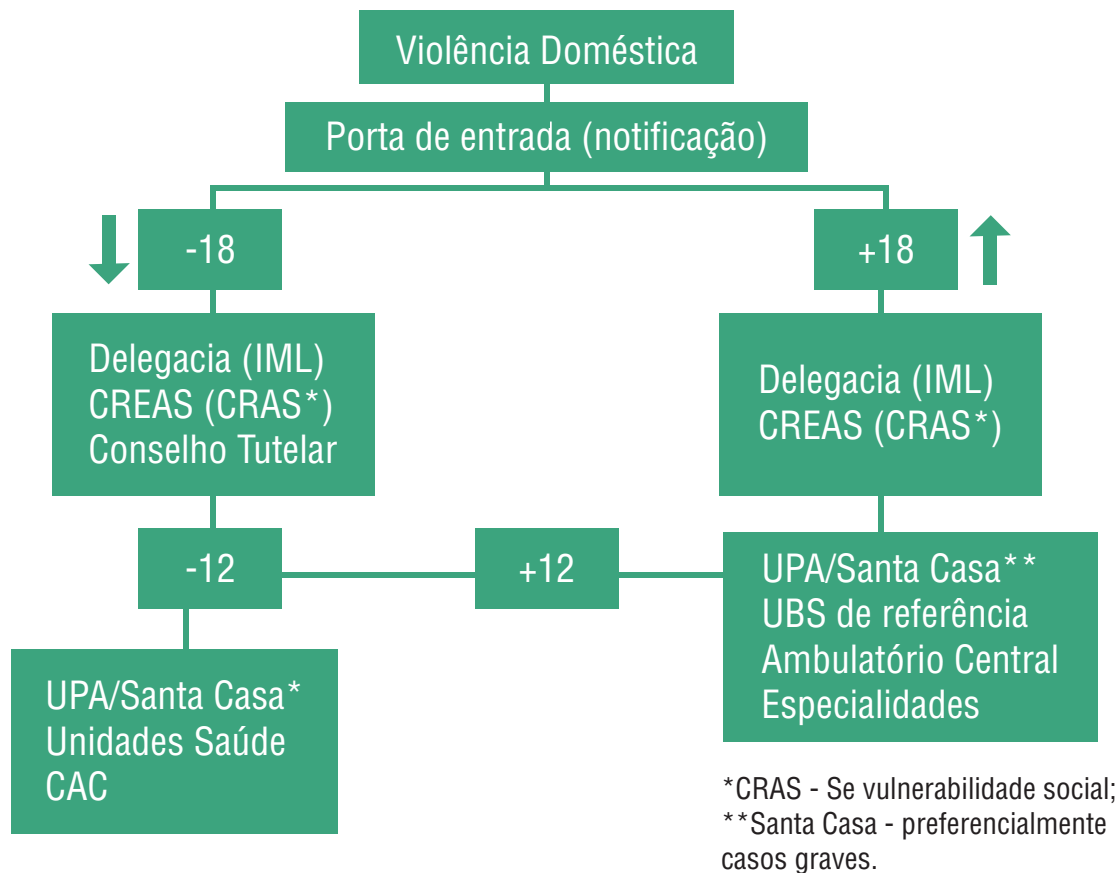 Violência Doméstica
Porta de entrada (notificação)
-18
+18
Delegacia (IML)
CREAS (CRAS*)
Conselho Tutelar
Delegacia (IML)
CREAS (CRAS*)
-12
+12
UPA/Santa Casa**
UBS de referência
Ambulatório Central
Especialidades
UPA/Santa Casa*
Unidades Saúde
CAC
*CRAS - Se vulnerabilidade social;
**Santa Casa - preferencialmente
casos graves.